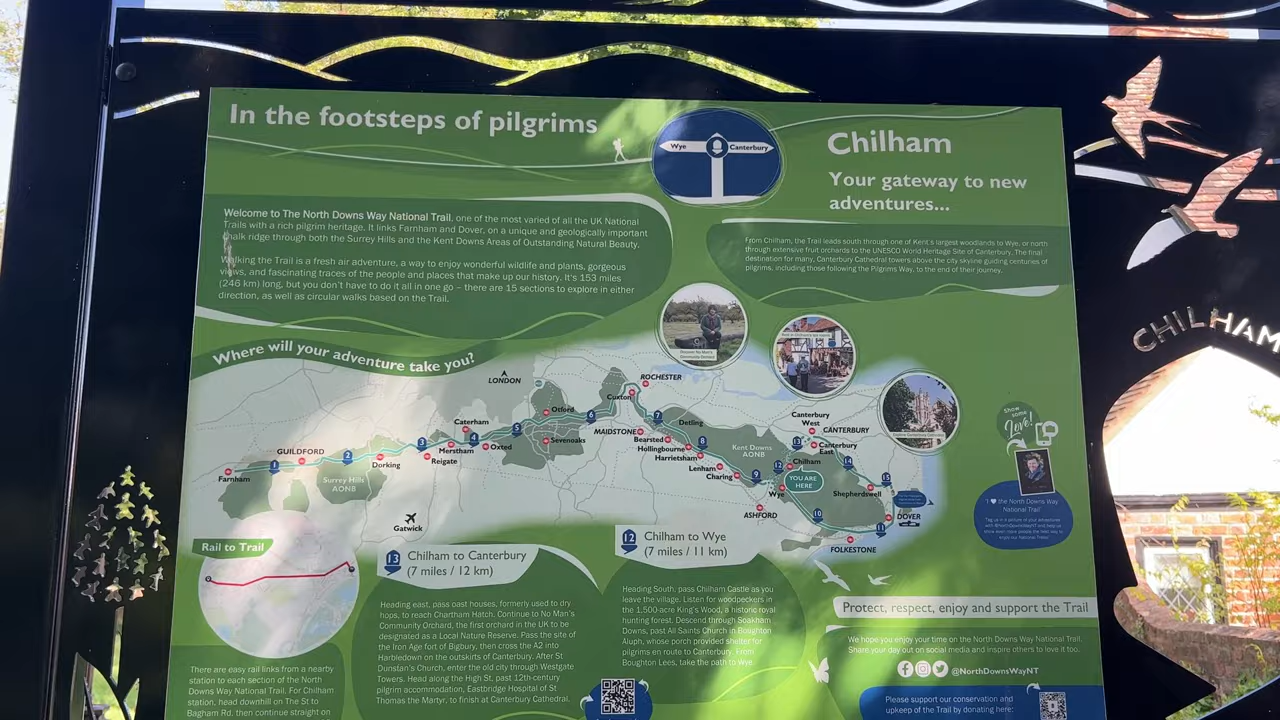 In the footsteps of pilgrims
Wye
Canterbury
Chilham
Your gateway to new
adventures...
Welcome to The North Downs Way National Trail, one of the most varied of all the UK National
Trails with a rich pilgrim heritage. It links Farnham and Dover, on a unique and geologically important
chalk ridge through both the Surrey Hills and the Kent Downs Areas of Outstanding Natural Beauty.
Walking the Trail is a fresh air adventure, a way to enjoy wonderful wildlife and plants, gorgeous
views, and fascinating traces of the people and places that make up our history. It's 153 miles
(246 km) long, but you don't have to do it all in one go – there are 15 sections to explore in either
direction, as well as circular walks based on the Trail.
From Chilham, the Trail leads south through one of Kent's largest woodlands to Wye, or north
through extensive fruit orchards to the UNESCO World Heritage Site of Canterbury. The final
destination for many, Canterbury Cathedral towers above the city skyline guiding centuries of
pilgrims, including those following the Pilgrims Way, to the end of their journey.
CHILHAM
Where will your adventure take you?
LONDON
ROCHESTER
Cuxton
Otford
6
7
Detling
Caterham
5
MAIDSTONE
Canterbury
West
CANTERBURY
GUILDFORD
3
4
Merstham
Oxted
Sevenoaks
Bearsted
Hollingbourne
Harrietsham
8
Kent Downs
AONB
13
Canterbury
East
1
2
Dorking
Reigate
Lenham
Charing
9
12
Chilham
14
Farnham
Surrey Hills
AONB
YOU ARE
HERE
Wye
Shepherdswell
15
Gatwick
ASHFORD
10
11
DOVER
FOLKESTONE
Show
some
Love!
I ♥ the North Downs Way
National Trail!
Rail to Trail
13
Chilham to Canterbury
(7 miles / 12 km)
12
Chilham to Wye
(7 miles / 11 km)
Heading east, pass oast houses, formerly used to dry
hops, to reach Chartham Hatch. Continue to No Man's
Community Orchard, the first orchard in the UK to be
designated as a Local Nature Reserve. Pass the site of
the Iron Age fort of Bigbury, then cross the A2 into
Harbledown on the outskirts of Canterbury. After St
Dunstan's Church, enter the old city through Westgate
Towers. Head along the High St, past 12th-century
pilgrim accommodation, Eastbridge Hospital of St
Thomas the Martyr, to finish at Canterbury Cathedral.
Heading South, pass Chilham Castle as you
leave the village. Listen for woodpeckers in
the 1,500-acre King's Wood, a historic royal
hunting forest. Descend through Soakham
Downs, past All Saints Church in Boughton
Aluph, whose porch provided shelter for
pilgrims en route to Canterbury. From
Boughton Lees, take the path to Wye.
There are easy rail links from a nearby
station to each section of the North
Downs Way National Trail. For Chilham
station, head downhill on The St to
Bagham Rd, then continue straight on
Protect, respect, enjoy and support the Trail
We hope you enjoy your time on the North Downs Way National Trail.
Share your day out on social media and inspire others to love it too.
@NorthDownsWayNT
Please support our conservation and
upkeep of the Trail by donating here: